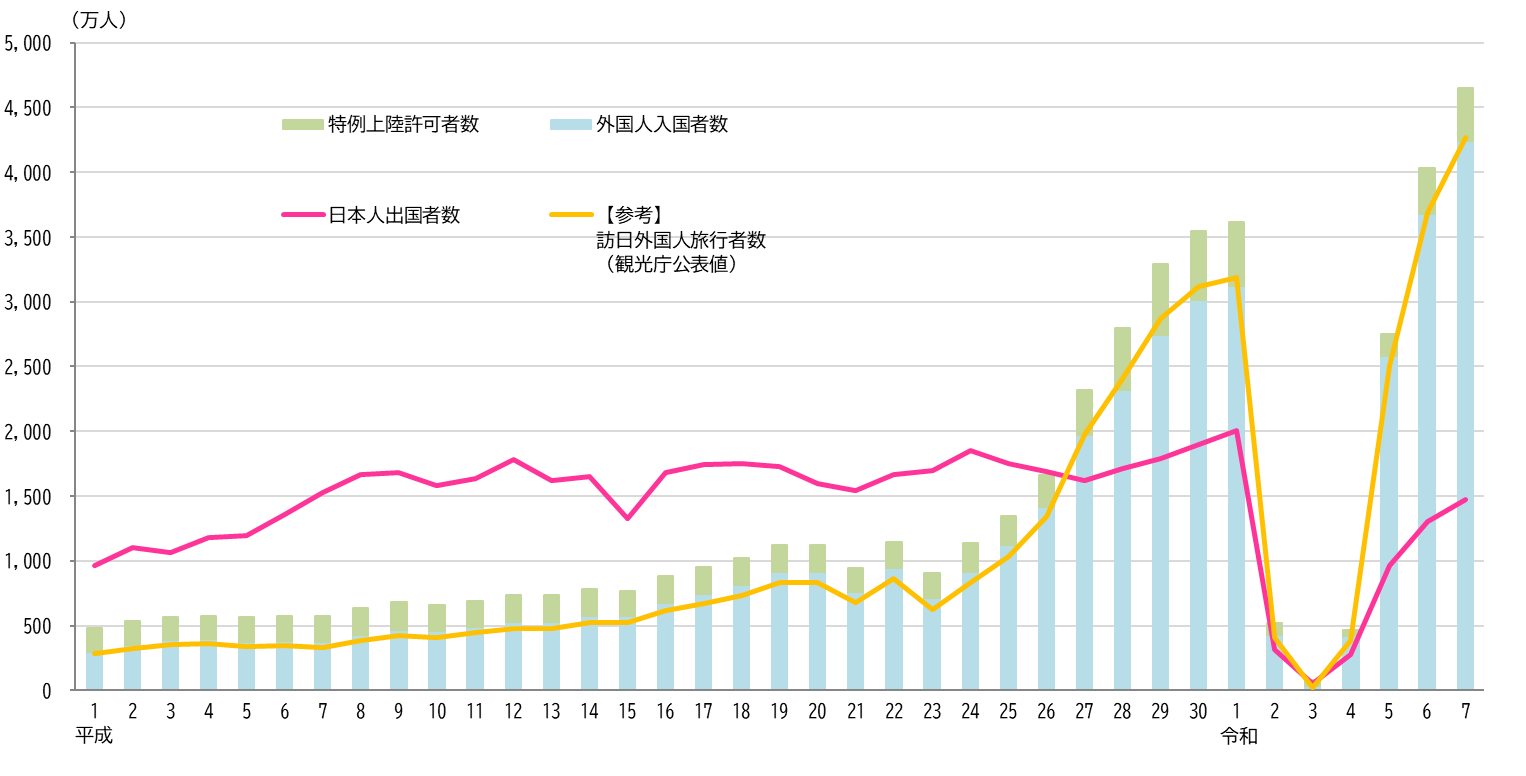 （万人）
5,000
4,500
4,000
3,500
3,000
2,500
2,000
1,500
1,000
500
0
特例上陸許可者数
外国人入国者数
日本人出国者数
【参考】
訪日外国人旅行者数
（観光庁公表値）
1 2 3 4 5 6 7 8 9 10 11 12 13 14 15 16 17 18 19 20 21 22 23 24 25 26 27 28 29 30 1 2 3 4 5 6 7
平成 令和